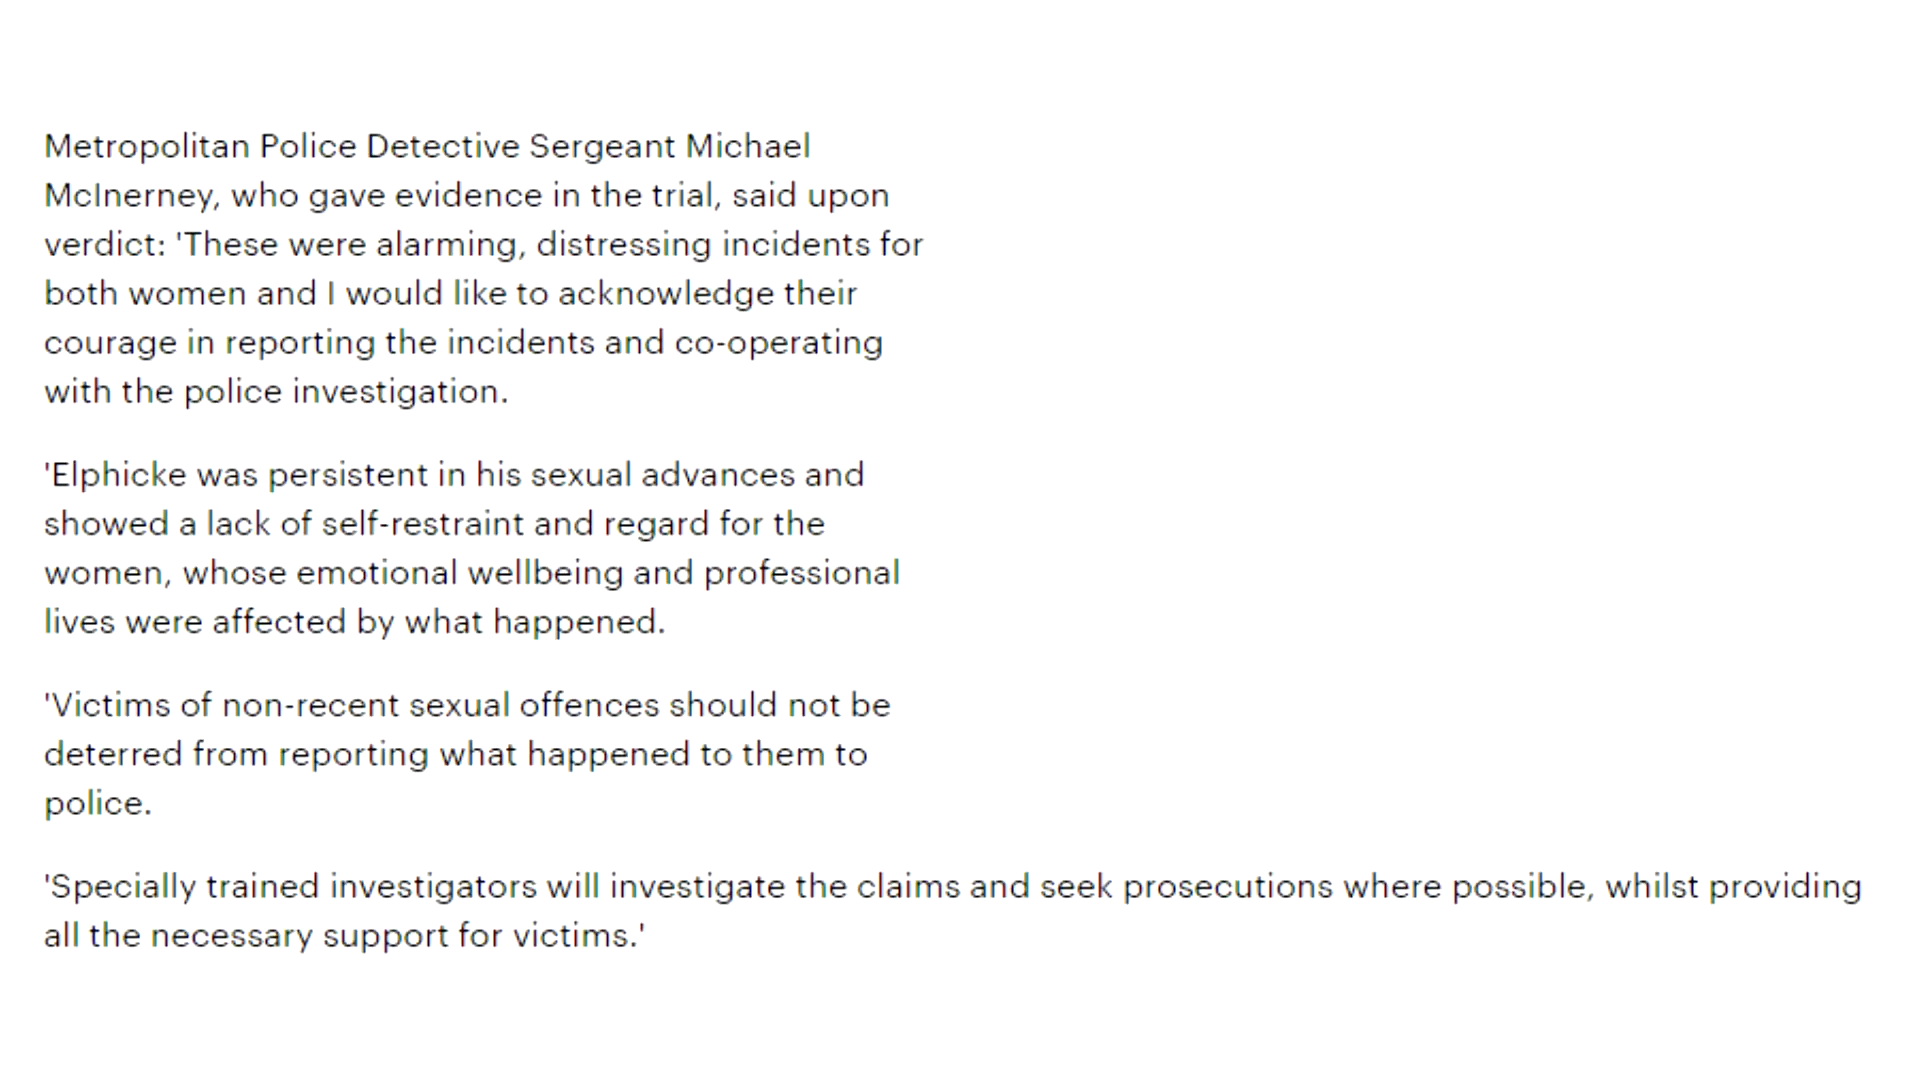 Metropolitan Police Detective Sergeant Michael
McInerney, who gave evidence in the trial, said upon
verdict: 'These were alarming, distressing incidents for
both women and I would like to acknowledge their
courage in reporting the incidents and co-operating
with the police investigation.
'Elphicke was persistent in his sexual advances and
showed a lack of self-restraint and regard for the
women, whose emotional wellbeing and professional
lives were affected by what happened.
'Victims of non-recent sexual offences should not be
deterred from reporting what happened to them to
police.
'Specially trained investigators will investigate the claims and seek prosecutions where possible, whilst providing
all the necessary support for victims.'